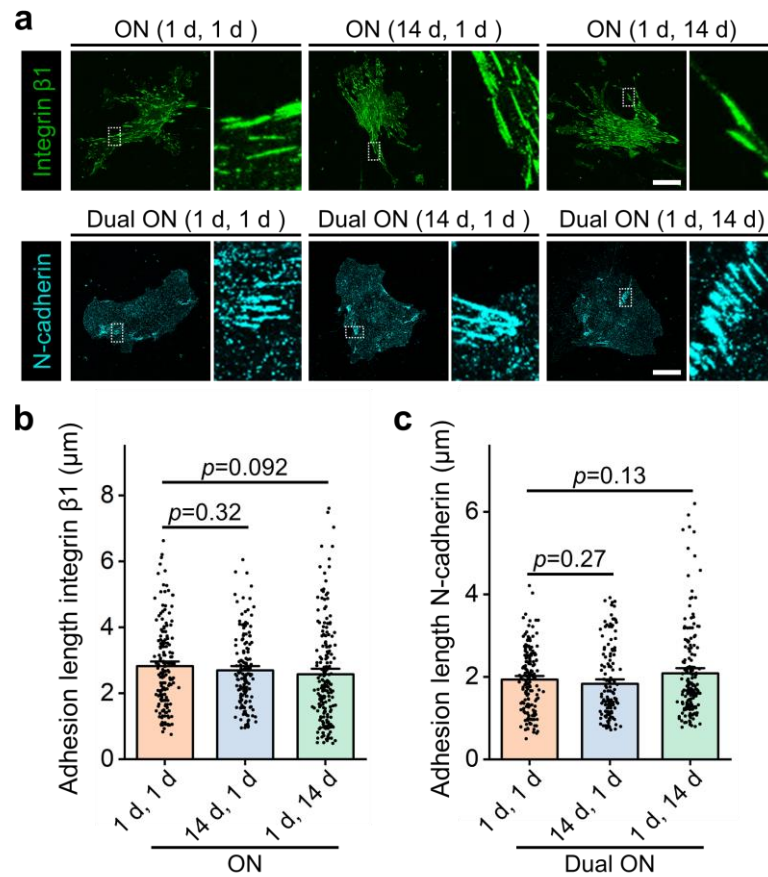 a
ON (1 d, 1 d ) ON (14 d, 1 d ) ON (1 d, 14 d)
Integrin β1
Dual ON (1 d, 1 d ) Dual ON (14 d, 1 d ) Dual ON (1 d, 14 d)
N-cadherin
b
Adhesion length integrin β1 (μm)
8
6
4
2
0
p=0.092
p=0.32
1 d, 1 d
14 d, 1 d
1 d, 14 d
ON
c
Adhesion length N-cadherin (μm)
6
4
2
0
p=0.13
p=0.27
1 d, 1 d
14 d, 1 d
1 d, 14 d
Dual ON